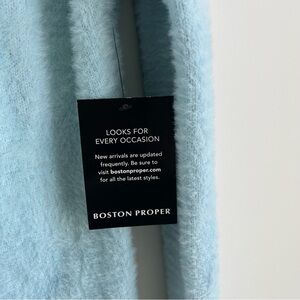 LOOKS FOR
EVERY OCCASION
New arrivals are updated
frequently. Be sure to
visit bostonproper.com
for all the latest styles.
BOSTON PROPER